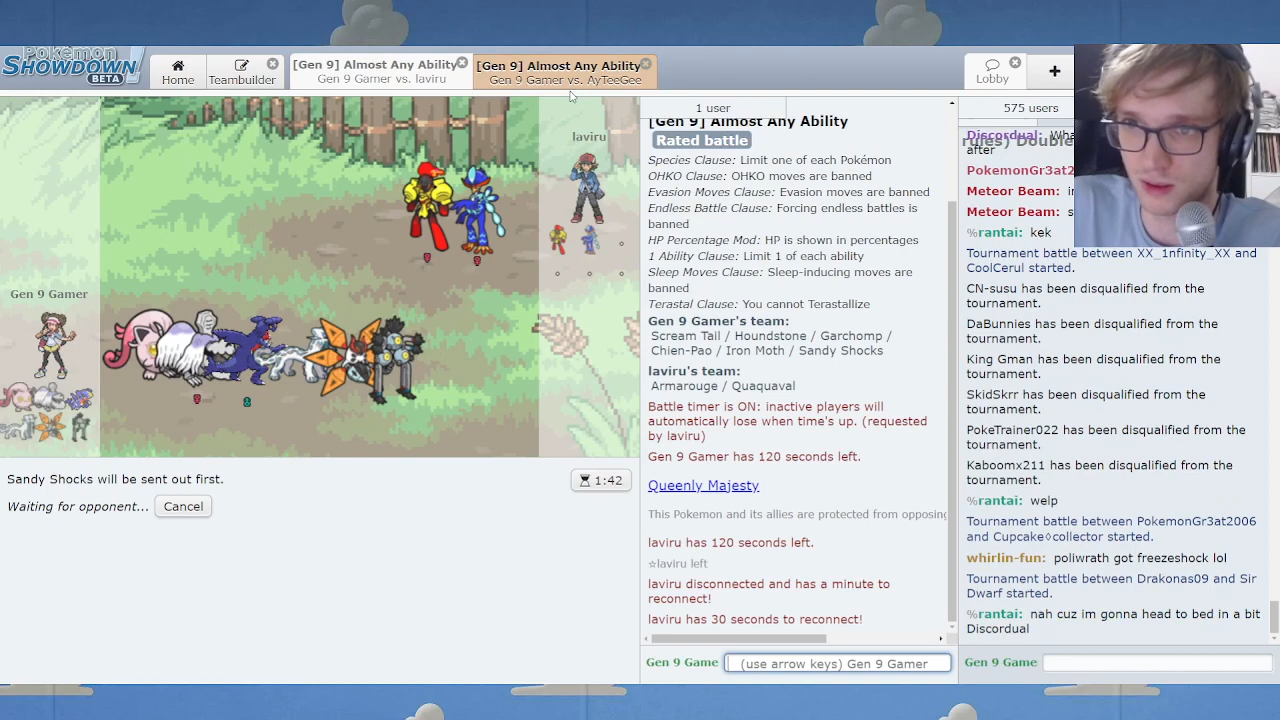 Pokémon
SHOWDOWN
BETA
Home
Teambuilder
[Gen 9] Almost Any Ability
Gen 9 Gamer vs. laviru
[Gen 9] Almost Any Ability
Gen 9 Gamer vs. AyTeeGee
Lobby
laviru
Gen 9 Gamer
Sandy Shocks will be sent out first.
1:42
Waiting for opponent... Cancel
1 user
[Gen 9] Almost Any Ability
Rated battle
Species Clause: Limit one of each Pokémon
OHKO Clause: OHKO moves are banned
Evasion Moves Clause: Evasion moves are banned
Endless Battle Clause: Forcing endless battles is
banned
HP Percentage Mod: HP is shown in percentages
1 Ability Clause: Limit 1 of each ability
Sleep Moves Clause: Sleep-inducing moves are
banned
Terastal Clause: You cannot Terastallize
Gen 9 Gamer's team:
Scream Tail / Houndstone / Garchomp /
Chien-Pao / Iron Moth / Sandy Shocks
laviru's team:
Armarouge / Quaquaval
Battle timer is ON: inactive players will
automatically lose when time's up. (requested
by laviru)
Gen 9 Gamer has 120 seconds left.
Queenly Majesty
This Pokemon and its allies are protected from opposing
laviru has 120 seconds left.
☆laviru left
laviru disconnected and has a minute to
reconnect!
laviru has 30 seconds to reconnect!
Gen 9 Game (use arrow keys) Gen 9 Gamer
575 users
Discordual: Wha
rules) Double
after
PokemonGr3at2
Meteor Beam: i
Meteor Beam: s
%rantai: kek
Tournament battle between XX_1nfinity_XX and
CoolCerul started.
CN-susu has been disqualified from the
tournament.
DaBunnies has been disqualified from the
tournament.
King Gman has been disqualified from the
tournament.
SkidSkrr has been disqualified from the
tournament.
PokeTrainer022 has been disqualified from the
tournament.
Kaboomx211 has been disqualified from the
tournament.
%rantai: welp
Tournament battle between PokemonGr3at2006
and Cupcake◊collector started.
whirlin-fun: poliwrath got freezeshock lol
Tournament battle between Drakonas09 and Sir
Dwarf started.
%rantai: nah cuz im gonna head to bed in a bit
Discordual
Gen 9 Game